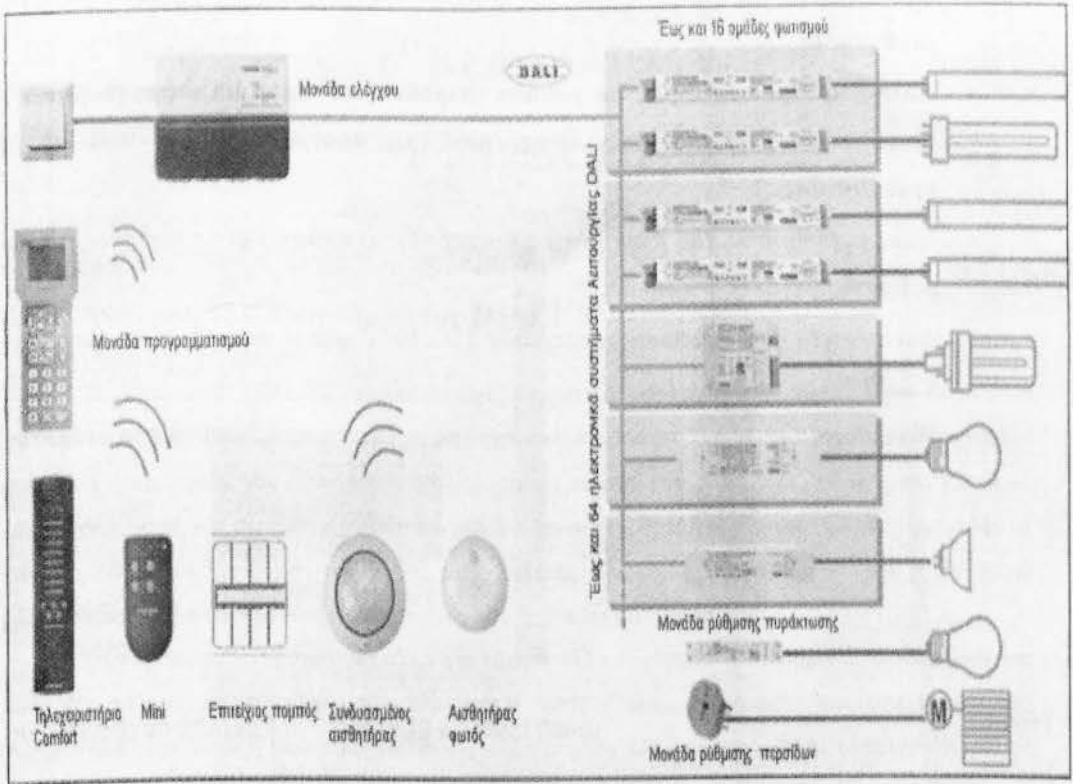 Έως και 16 ομάδες φωτισμού
DALI
Μονάδα ελέγχου
Έως και 64 ηλεκτρονικά συστήματα λειτουργίας DALI
Μονάδα προγραμματισμού
Μονάδα ρύθμισης πυράκτωσης
Τηλεχειριστήριο
Comfort
Mini
Επιτείχιος πομπός
Συνδυασμένος
αισθητήρας
Αισθητήρας
φωτός
M
Μονάδα ρύθμισης περσίδων